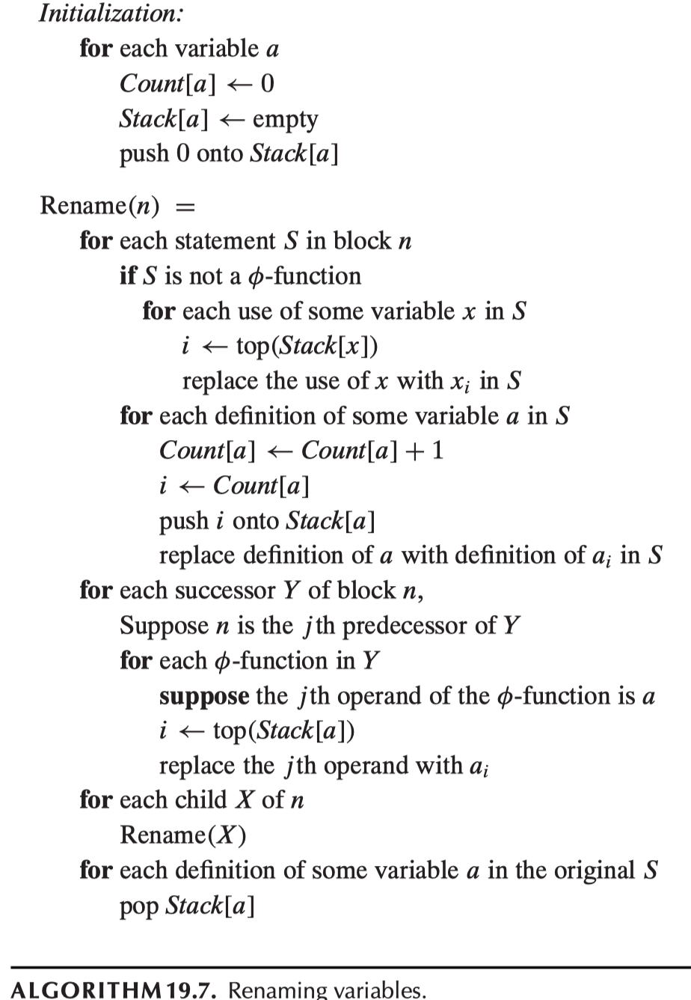 Initialization:
for each variable a
Count[a] ← 0
Stack[a] ← empty
push 0 onto Stack[a]
Rename(n) =
for each statement S in block n
if S is not a ϕ-function
for each use of some variable x in S
i ← top(Stack[x])
replace the use of x with xᵢ in S
for each definition of some variable a in S
Count[a] ← Count[a] + 1
i ← Count[a]
push i onto Stack[a]
replace definition of a with definition of aᵢ in S
for each successor Y of block n,
Suppose n is the jth predecessor of Y
for each ϕ-function in Y
suppose the jth operand of the ϕ-function is a
i ← top(Stack[a])
replace the jth operand with aᵢ
for each child X of n
Rename(X)
for each definition of some variable a in the original S
pop Stack[a]
ALGORITHM 19.7. Renaming variables.